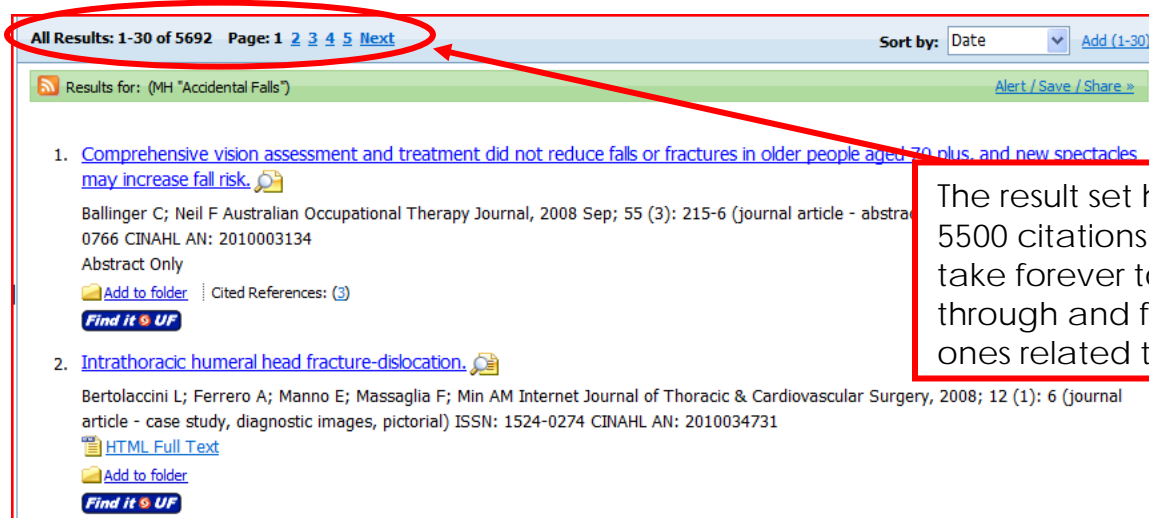 All Results: 1-30 of 5692 Page: 1 2 3 4 5 Next
Sort by: Date Add (1-30)
Results for: (MH "Accidental Falls")
Alert / Save / Share »
1. Comprehensive vision assessment and treatment did not reduce falls or fractures in older people aged 70 plus, and new spectacles
may increase fall risk.
Ballinger C; Neil F Australian Occupational Therapy Journal, 2008 Sep; 55 (3): 215-6 (journal article -
0766 CINAHL AN: 2010003134
Abstract Only
Add to folder Cited References: (3)
Find it @ UF
The result set
5500 citations
take forever
through and
ones related
2. Intrathoracic humeral head fracture-dislocation.
Bertolaccini L; Ferrero A; Manno E; Massaglia F; Min AM Internet Journal of Thoracic & Cardiovascular Surgery, 2008; 12 (1): 6 (journal
article - case study, diagnostic images, pictorial) ISSN: 1524-0274 CINAHL AN: 2010034731
HTML Full Text
Add to folder
Find it @ UF